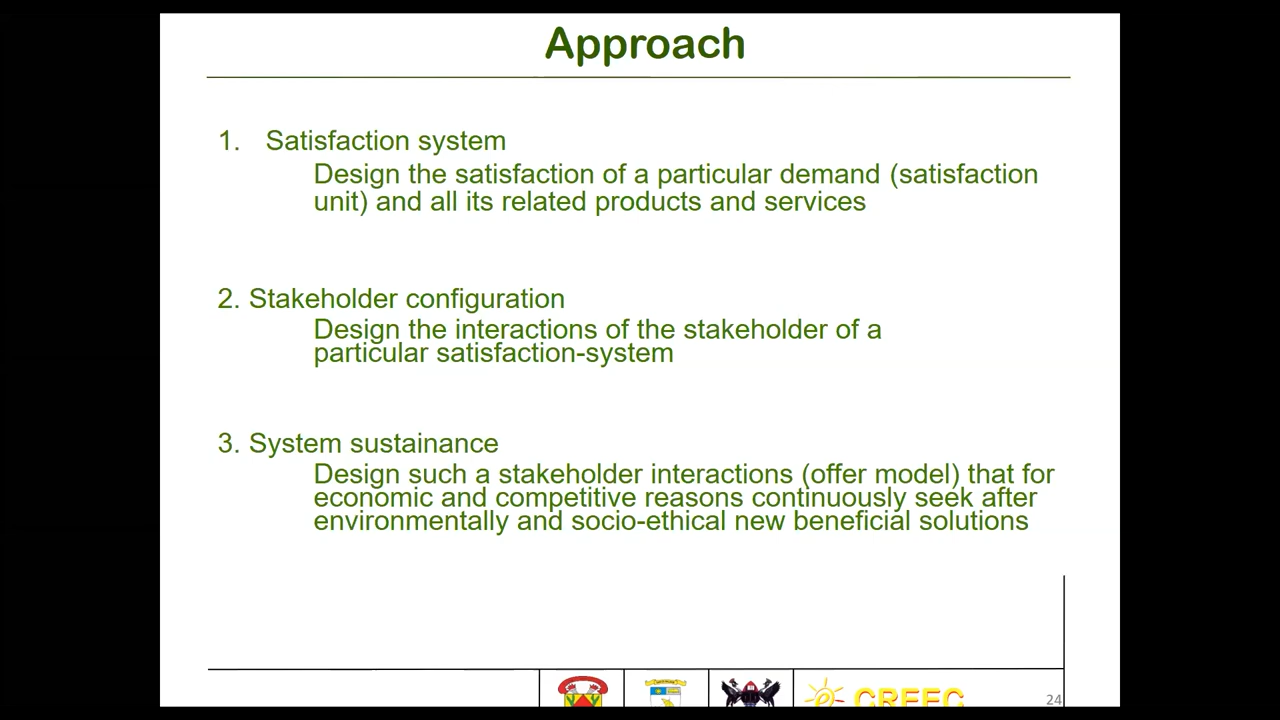 Approach
1. Satisfaction system
Design the satisfaction of a particular demand (satisfaction
unit) and all its related products and services
2. Stakeholder configuration
Design the interactions of the stakeholder of a
particular satisfaction-system
3. System sustainance
Design such a stakeholder interactions (offer model) that for
economic and competitive reasons continuously seek after
environmentally and socio-ethical new beneficial solutions
CREEC
24